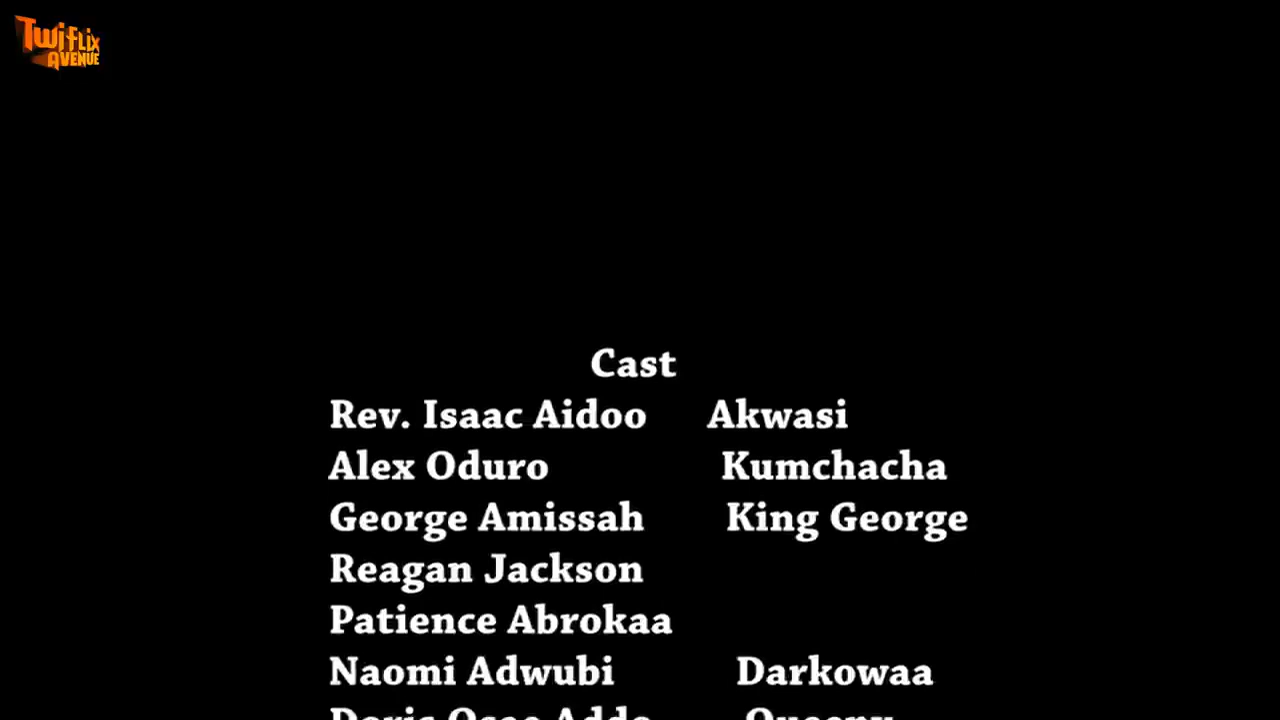 Twiflix
Avenue
Cast
Rev. Isaac Aidoo Akwasi
Alex Oduro Kumchacha
George Amissah King George
Reagan Jackson
Patience Abrokaa
Naomi Adwubi Darkowaa